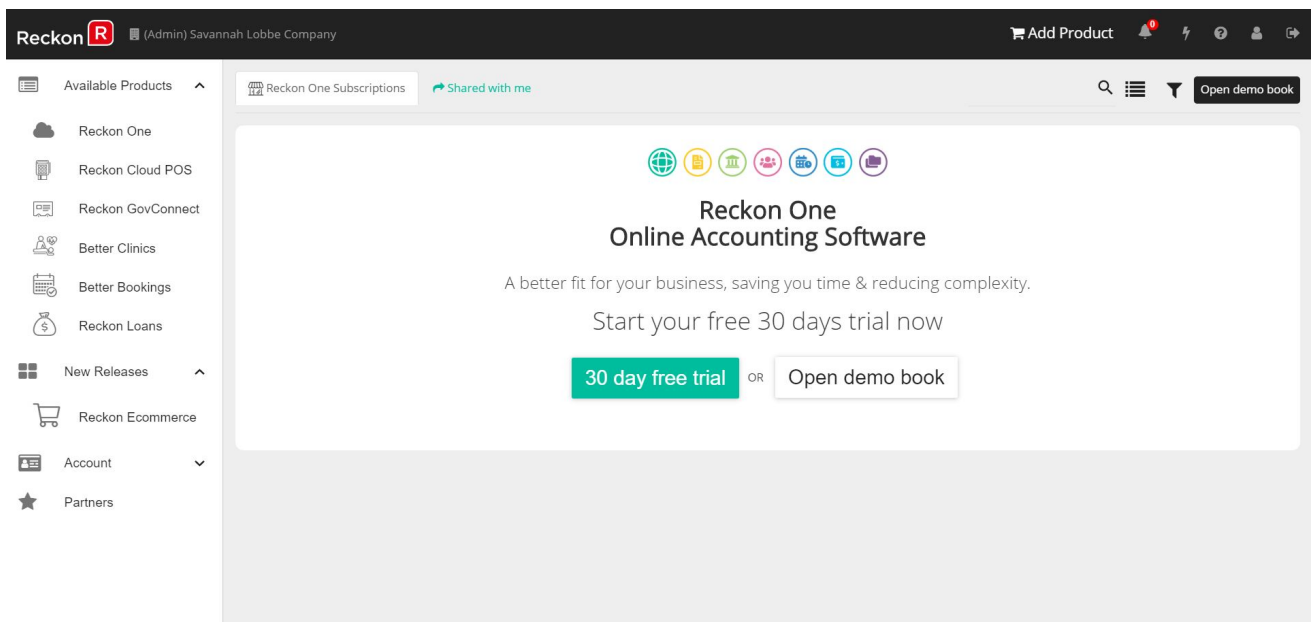 Reckon R (Admin) Savannah Lobbe Company Add Product 0
Available Products
Reckon One
Reckon Cloud POS
Reckon GovConnect
Better Clinics
Better Bookings
Reckon Loans
New Releases
Reckon Ecommerce
Account
Partners
Reckon One Subscriptions Shared with me Open demo book
Reckon One
Online Accounting Software
A better fit for your business, saving you time & reducing complexity.
Start your free 30 days trial now
30 day free trial OR Open demo book